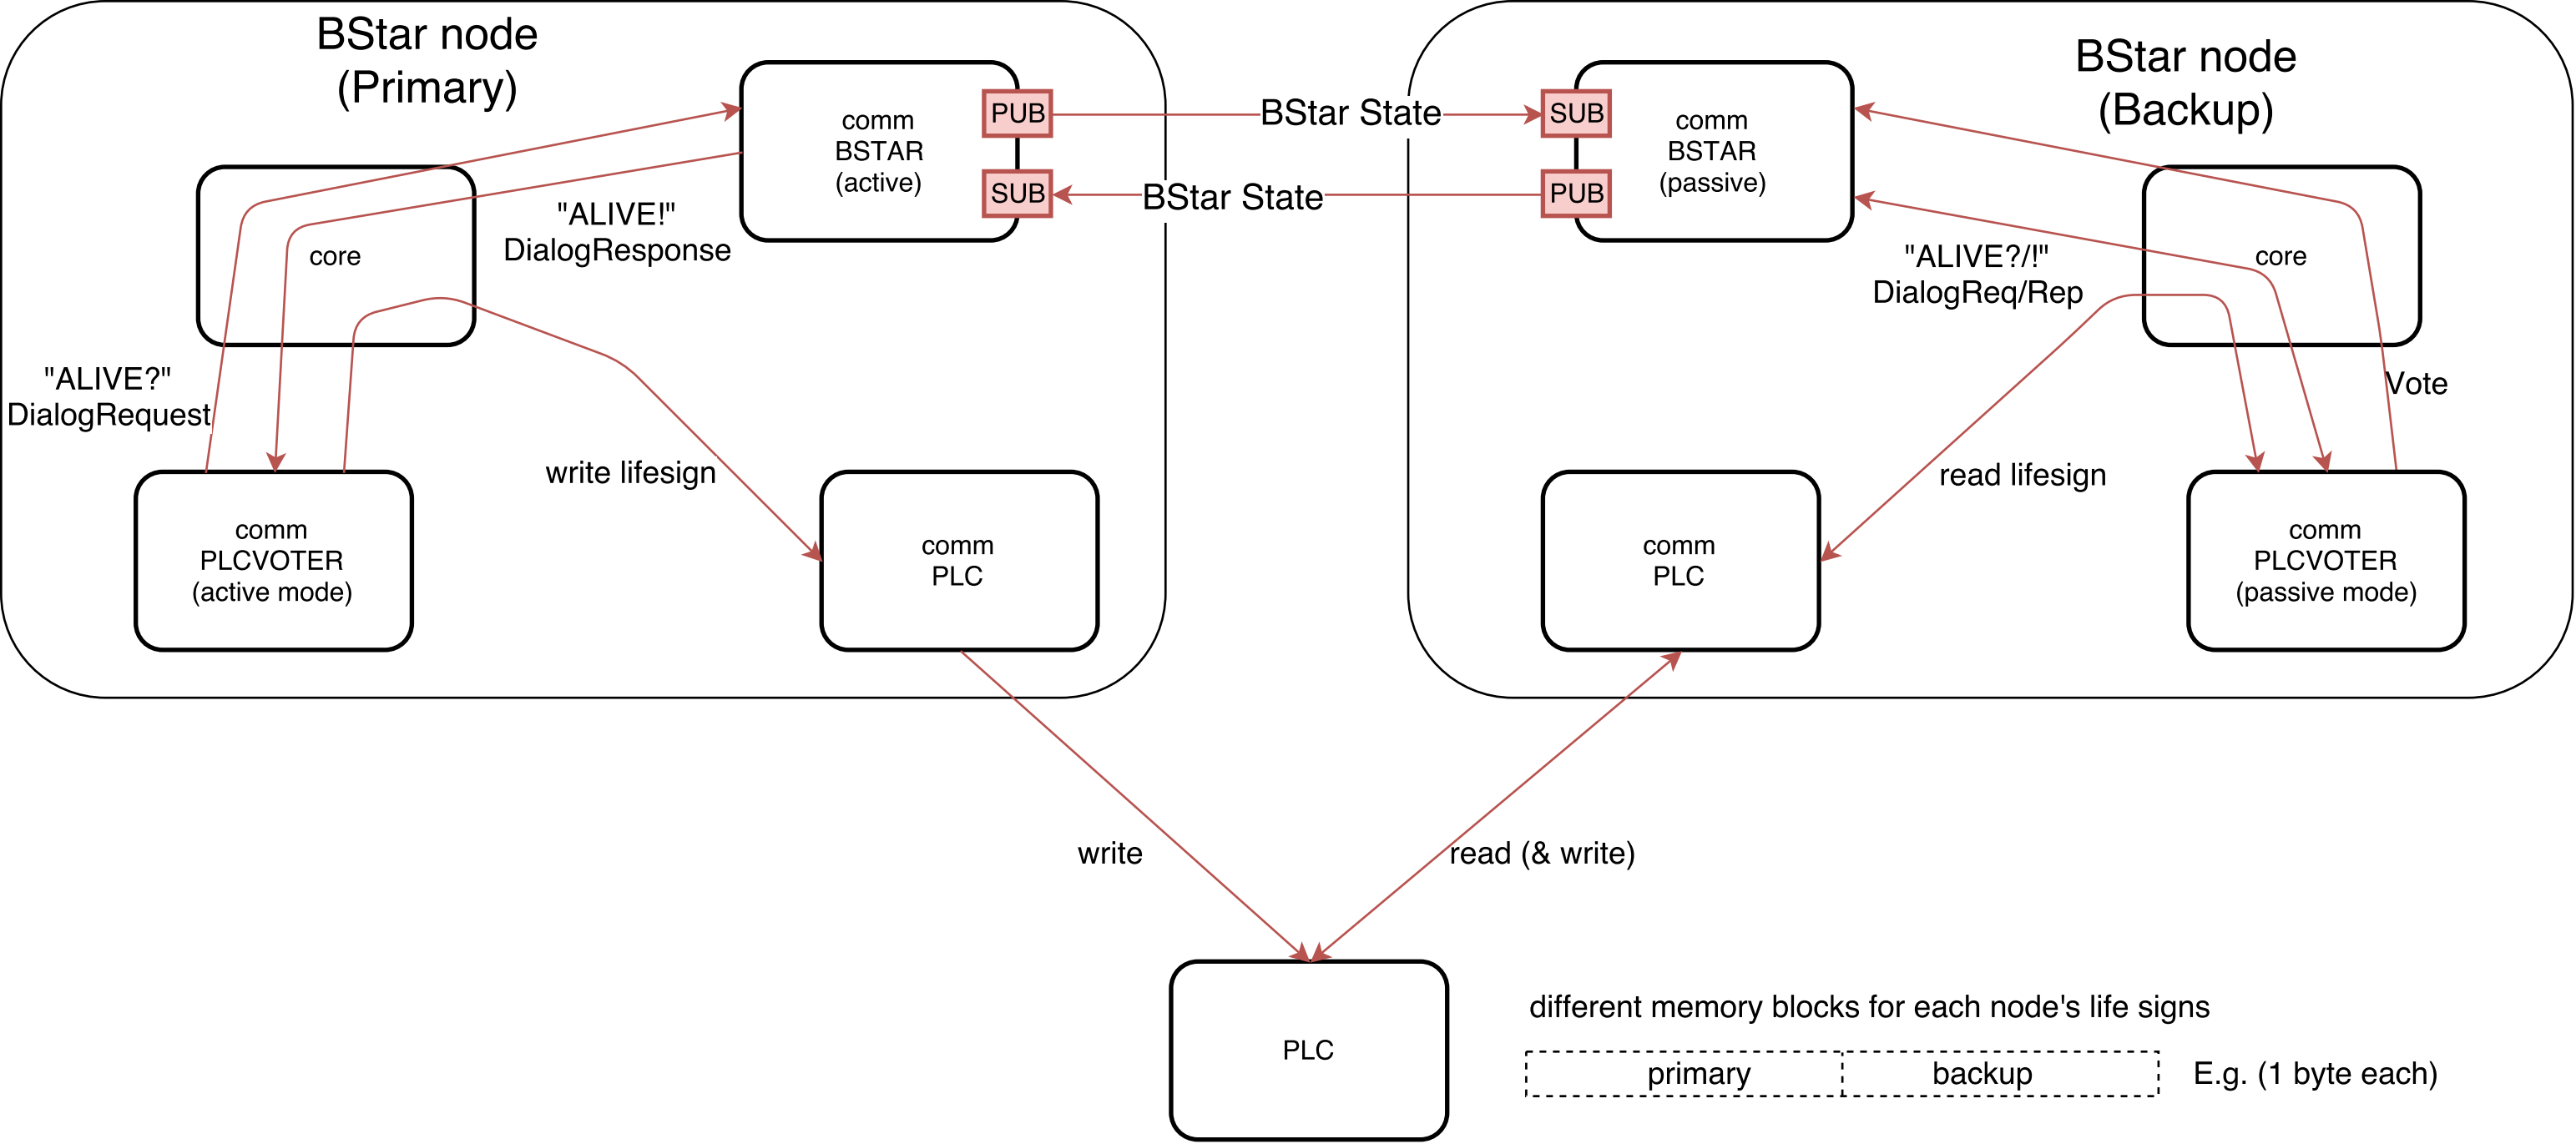 BStar node
(Primary)
comm
BSTAR
(active)
PUB
SUB
BStar State
BStar State
SUB
PUB
comm
BSTAR
(passive)
BStar node
(Backup)
core
"ALIVE!"
DialogResponse
"ALIVE?"
DialogRequest
write lifesign
comm
PLCVOTER
(active mode)
comm
PLC
"ALIVE?/!"
DialogReq/Rep
core
Vote
read lifesign
comm
PLC
comm
PLCVOTER
(passive mode)
write
read (& write)
PLC
different memory blocks for each node's life signs
primary
backup
E.g. (1 byte each)